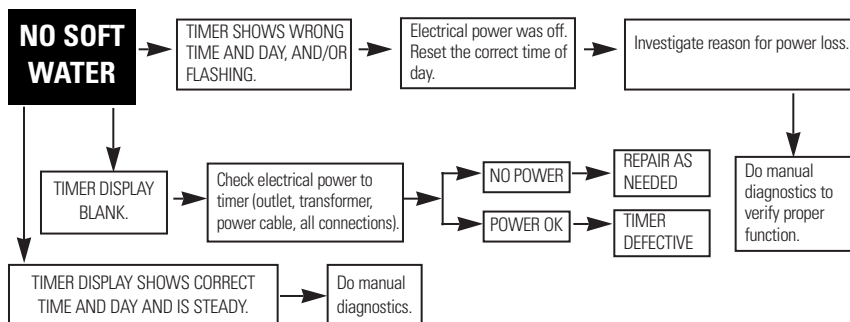 NO SOFT
WATER
TIMER SHOWS WRONG
TIME AND DAY, AND/OR
FLASHING.
Electrical power was off.
Reset the correct time of
day.
Investigate reason for power loss.
TIMER DISPLAY
BLANK.
Check electrical power to
timer (outlet, transformer,
power cable, all connections).
NO POWER
REPAIR AS
NEEDED
POWER OK
TIMER
DEFECTIVE
Do manual
diagnostics to
verify proper
function.
TIMER DISPLAY SHOWS CORRECT
TIME AND DAY AND IS STEADY.
Do manual
diagnostics.